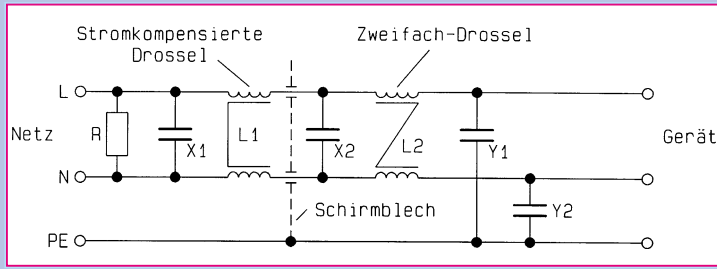 Stromkompensierte
Drossel
Zweifach-Drossel
L
Netz
R
X1
L1
X2
L2
Y1
Gerät
N
Schirmblech
Y2
PE